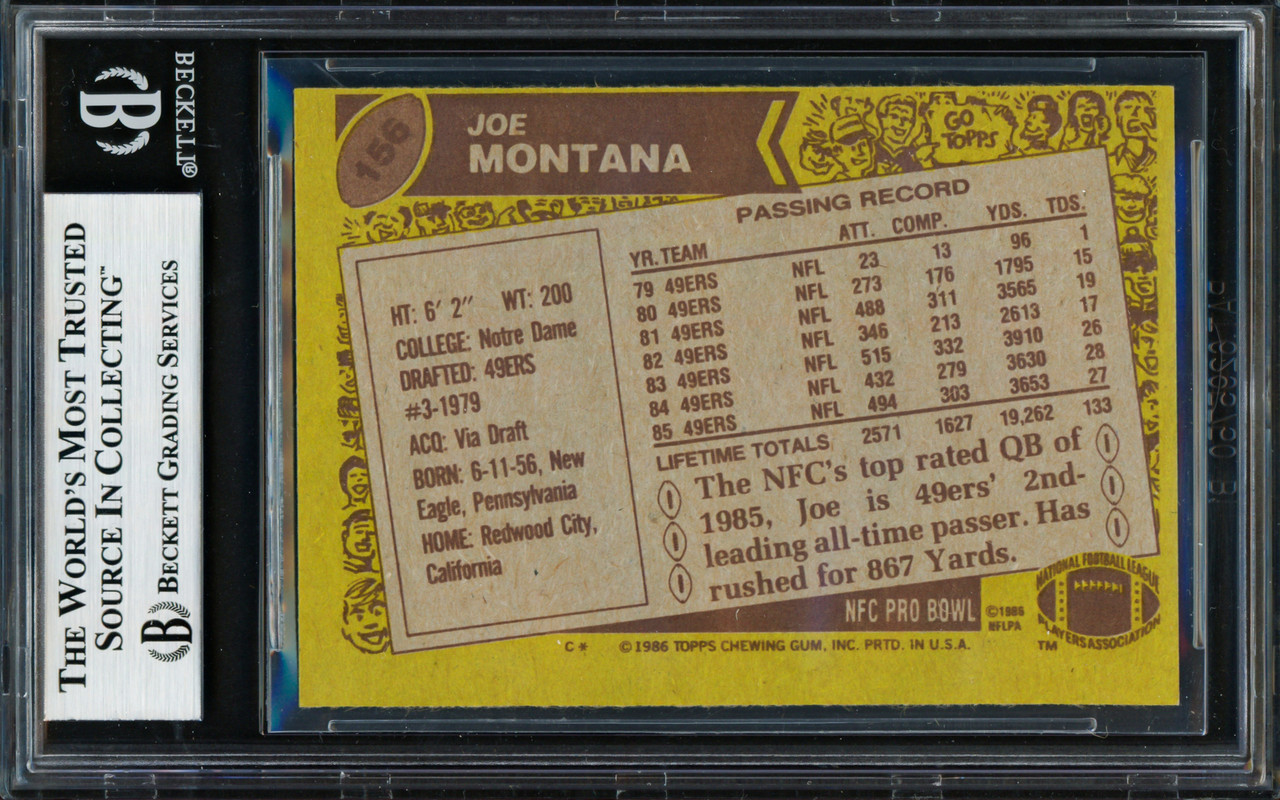 BECKETT®
B
THE WORLD'S MOST TRUSTED
SOURCE IN COLLECTING™
B BECKETT GRADING SERVICES
156
JOE
MONTANA
GO
TOPPS
HT: 6' 2" WT: 200
COLLEGE: Notre Dame
DRAFTED: 49ERS
#3-1979
ACQ: Via Draft
BORN: 6-11-56, New
Eagle, Pennsylvania
HOME: Redwood City,
California
PASSING RECORD
YR. TEAM ATT. COMP. YDS. TDS.
79 49ERS NFL 23 13 96 1
80 49ERS NFL 273 176 1795 15
81 49ERS NFL 488 311 3565 19
82 49ERS NFL 346 213 2613 17
83 49ERS NFL 515 332 3910 26
84 49ERS NFL 432 279 3630 28
85 49ERS NFL 494 303 3653 27
LIFETIME TOTALS 2571 1627 19,262 133
The NFC's top rated QB of
1985, Joe is 49ers' 2nd-
leading all-time passer. Has
rushed for 867 Yards.
NFC PRO BOWL
©1986
NFLPA
NATIONAL FOOTBALL LEAGUE
PLAYERS ASSOCIATION
TM
C* ©1986 TOPPS CHEWING GUM, INC. PRTD. IN U.S.A.